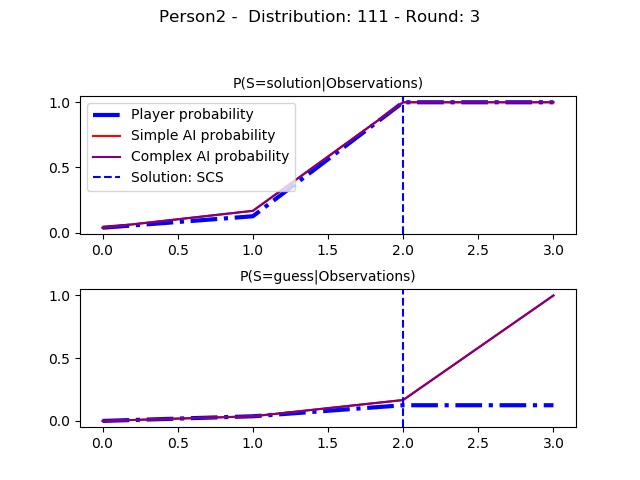 Person2 -  Distribution: 111 - Round: 3
P(S=solution|Observations)
1.0
0.5
0.0
Player probability
Simple AI probability
Complex AI probability
Solution: SCS
0.0 0.5 1.0 1.5 2.0 2.5 3.0
P(S=guess|Observations)
1.0
0.5
0.0
0.0 0.5 1.0 1.5 2.0 2.5 3.0